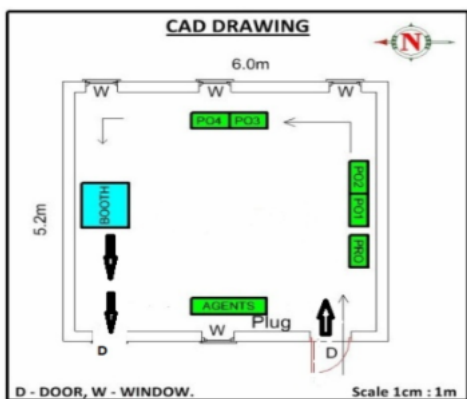 CAD DRAWING
N
6.0m
W W W
PO4 PO3
BOOTH
PO2
PO1
5.2m
PRO
AGENTS
Plug
W
D D
D - DOOR, W - WINDOW. Scale 1cm : 1m